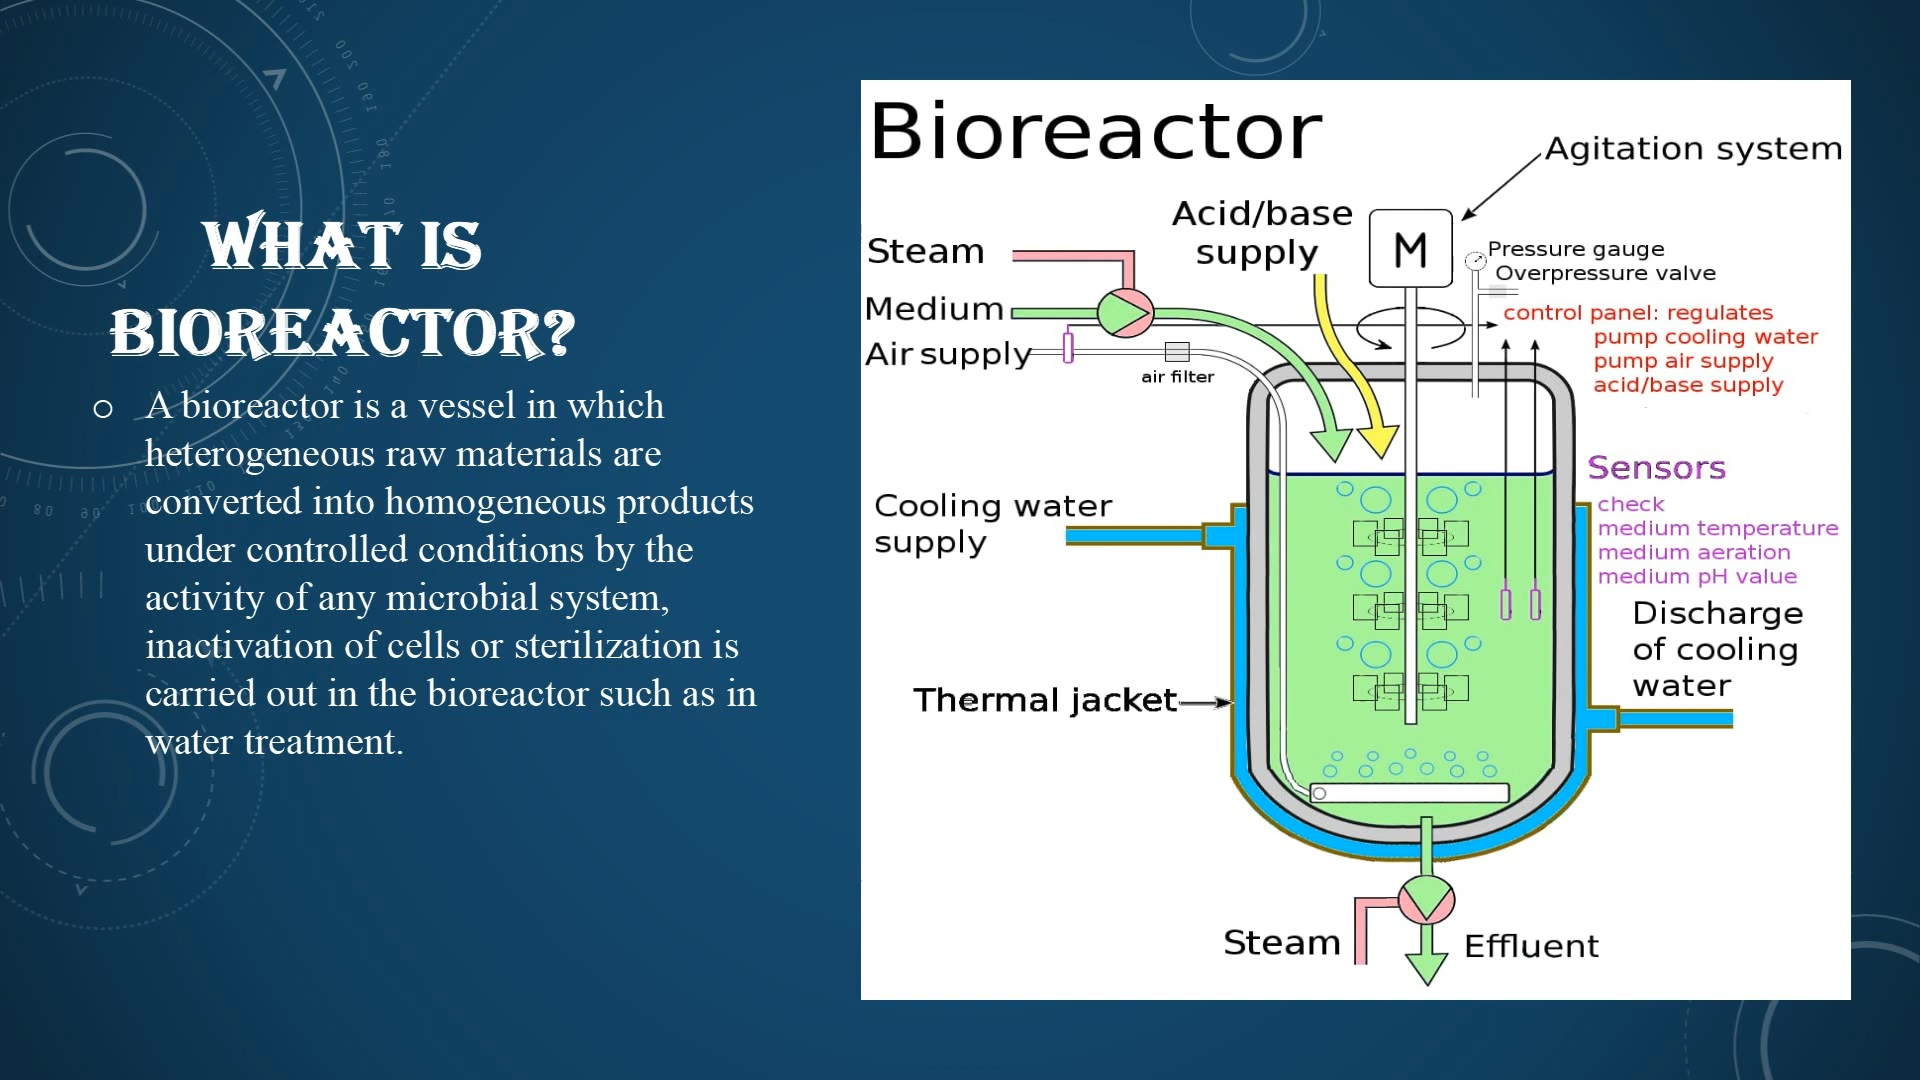 WHAT IS
BIOREACTOR?
o A bioreactor is a vessel in which
heterogeneous raw materials are
converted into homogeneous products
under controlled conditions by the
activity of any microbial system,
inactivation of cells or sterilization is
carried out in the bioreactor such as in
water treatment.
Bioreactor
Agitation system
Acid/base
supply
M
Steam
Pressure gauge
Overpressure valve
Medium
control panel: regulates
pump cooling water
pump air supply
acid/base supply
Air supply
air filter
Sensors
check
medium temperature
medium aeration
medium pH value
Cooling water
supply
Discharge
of cooling
water
Thermal jacket
Steam
Effluent